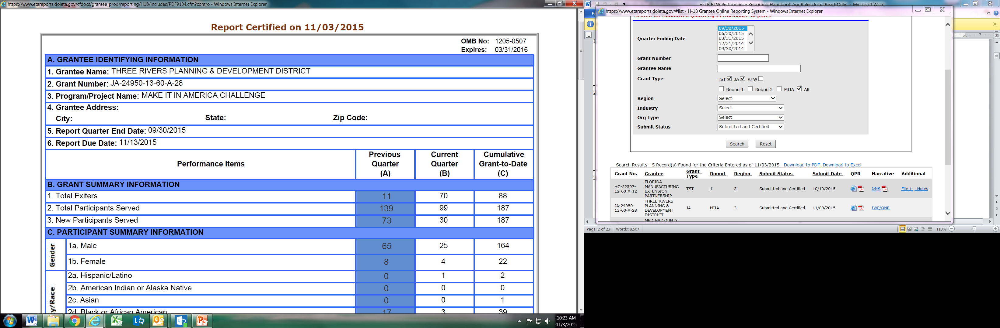 https://www.etareports.doleta.gov/cfdocs/grantee_prod/reporting/H1B/includes/PDF9134.cfm?contro - Windows Internet Explorer
Report Certified on 11/03/2015
OMB No: 1205-0507
Expires: 03/31/2016
A. GRANTEE IDENTIFYING INFORMATION
1. Grantee Name: THREE RIVERS PLANNING & DEVELOPMENT DISTRICT
2. Grant Number: JA-24950-13-60-A-28
3. Program/Project Name: MAKE IT IN AMERICA CHALLENGE
4. Grantee Address:
City: State: Zip Code:
5. Report Quarter End Date: 09/30/2015
6. Report Due Date: 11/13/2015
Performance Items
Previous Quarter (A)
Current Quarter (B)
Cumulative Grant-to-Date (C)
B. GRANT SUMMARY INFORMATION
1. Total Exiters 11 70 88
2. Total Participants Served 139 99 187
3. New Participants Served 73 30 187
C. PARTICIPANT SUMMARY INFORMATION
Gender
1a. Male 65 25 164
1b. Female 8 4 22
ty/Race
2a. Hispanic/Latino 0 1 2
2b. American Indian or Alaska Native 0 0 0
2c. Asian 0 0 1
2d. Black or African American 17 3 39
10:23 AM
11/3/2015
H-1B RTW Performance Reporting Handbook AggRules.docx [Read-Only] - Microsoft Word
https://www.etareports.doleta.gov/#list - H-1B Grantee Online Reporting System - Windows Internet Explorer
Search for Submitted Quarterly Performance Reports
Quarter Ending Date
09/30/2015
06/30/2015
03/31/2015
12/31/2014
09/30/2014
Grant Number
Grantee Name
Grant Type TST JA RTW
Round 1 Round 2 MIIA All
Region Select
Industry Select
Org Type Select
Submit Status Submitted and Certified
Search Reset
Search Results - 5 Record(s) Found for the Criteria Entered as of 11/03/2015 Download to PDF Download to Excel
Grant No. Grantee Grant Type Round Region Submit Status Submit Date QPR Narrative Additional
HG-22597-12-60-A-12 FLORIDA MANUFACTURING EXTENSION PARTNERSHIP TST 1 3 Submitted and Certified 10/19/2015 QNR File 1 Notes
JA-24950-13-60-A-28 THREE RIVERS PLANNING & DEVELOPMENT DISTRICT JA MIIA 3 Submitted and Certified 11/03/2015 IWP/QNR
MEDINA COUNTY
Page: 2 of 23 Words: 8,507 110%